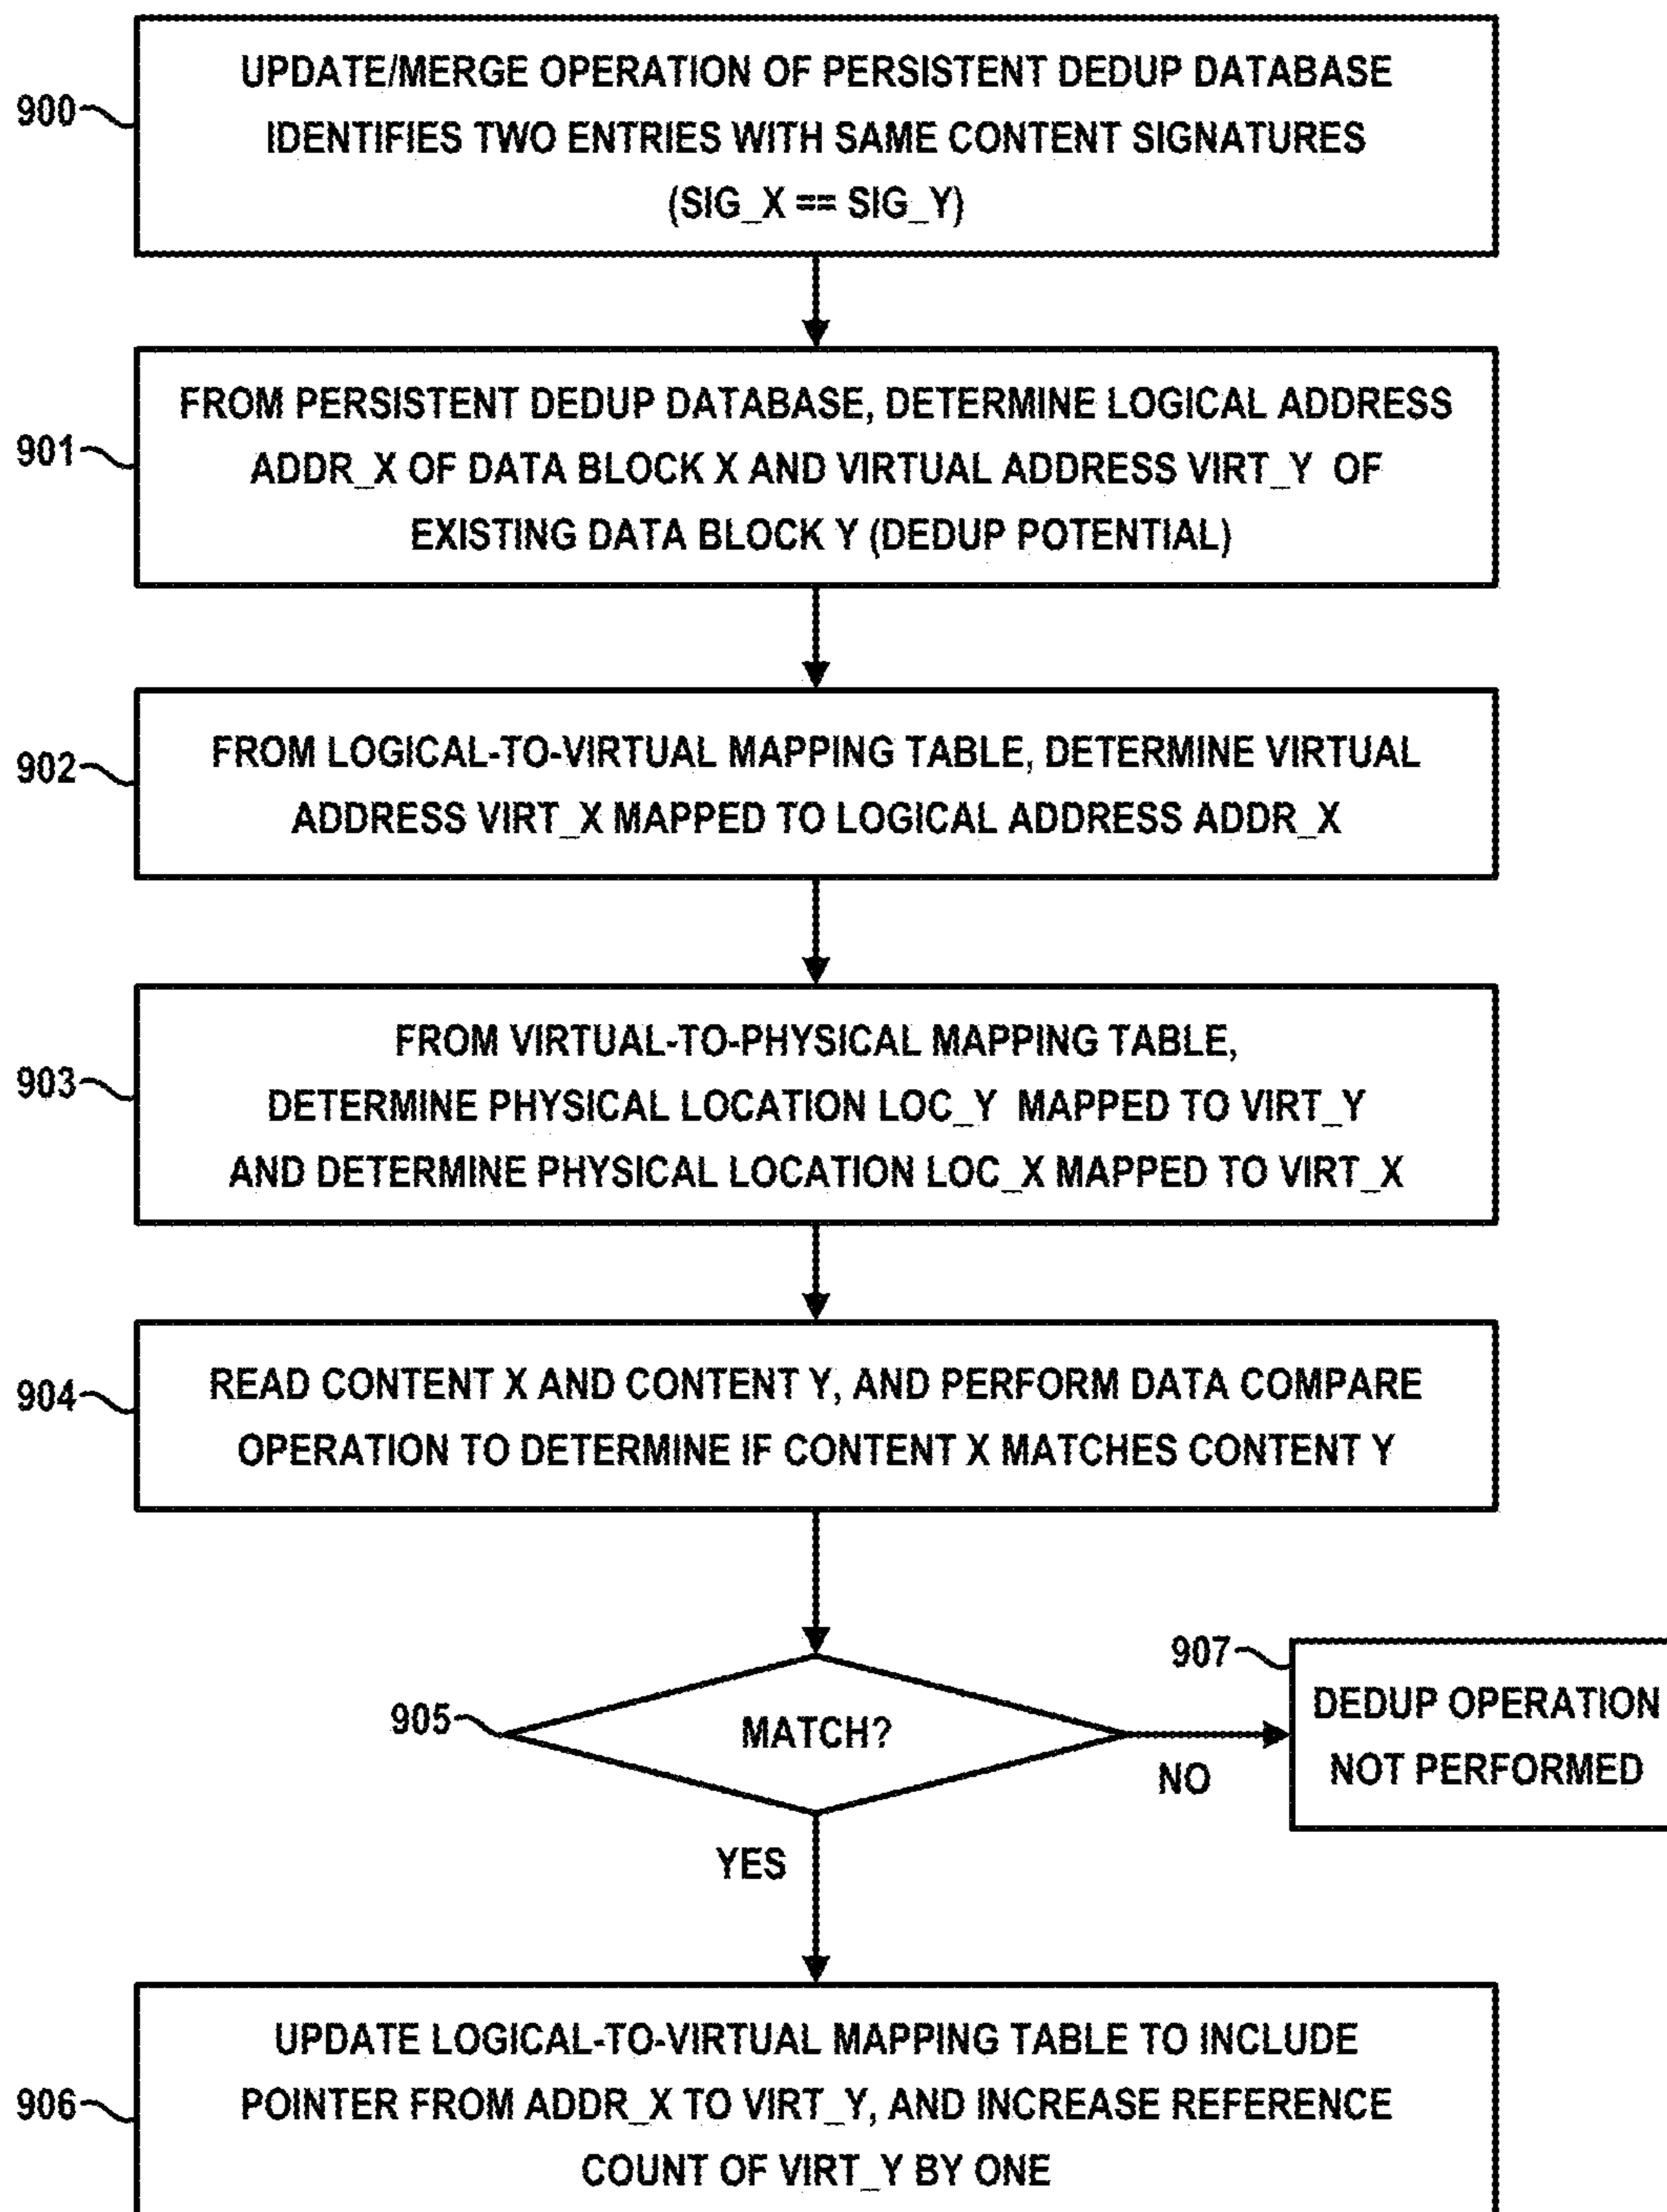 900
UPDATE/MERGE OPERATION OF PERSISTENT DEDUP DATABASE
IDENTIFIES TWO ENTRIES WITH SAME CONTENT SIGNATURES
(SIG_X == SIG_Y)
901
FROM PERSISTENT DEDUP DATABASE, DETERMINE LOGICAL ADDRESS
ADDR_X OF DATA BLOCK X AND VIRTUAL ADDRESS VIRT_Y OF
EXISTING DATA BLOCK Y (DEDUP POTENTIAL)
902
FROM LOGICAL-TO-VIRTUAL MAPPING TABLE, DETERMINE VIRTUAL
ADDRESS VIRT_X MAPPED TO LOGICAL ADDRESS ADDR_X
903
FROM VIRTUAL-TO-PHYSICAL MAPPING TABLE,
DETERMINE PHYSICAL LOCATION LOC_Y MAPPED TO VIRT_Y
AND DETERMINE PHYSICAL LOCATION LOC_X MAPPED TO VIRT_X
904
READ CONTENT X AND CONTENT Y, AND PERFORM DATA COMPARE
OPERATION TO DETERMINE IF CONTENT X MATCHES CONTENT Y
905
MATCH?
NO
907
DEDUP OPERATION
NOT PERFORMED
YES
906
UPDATE LOGICAL-TO-VIRTUAL MAPPING TABLE TO INCLUDE
POINTER FROM ADDR_X TO VIRT_Y, AND INCREASE REFERENCE
COUNT OF VIRT_Y BY ONE